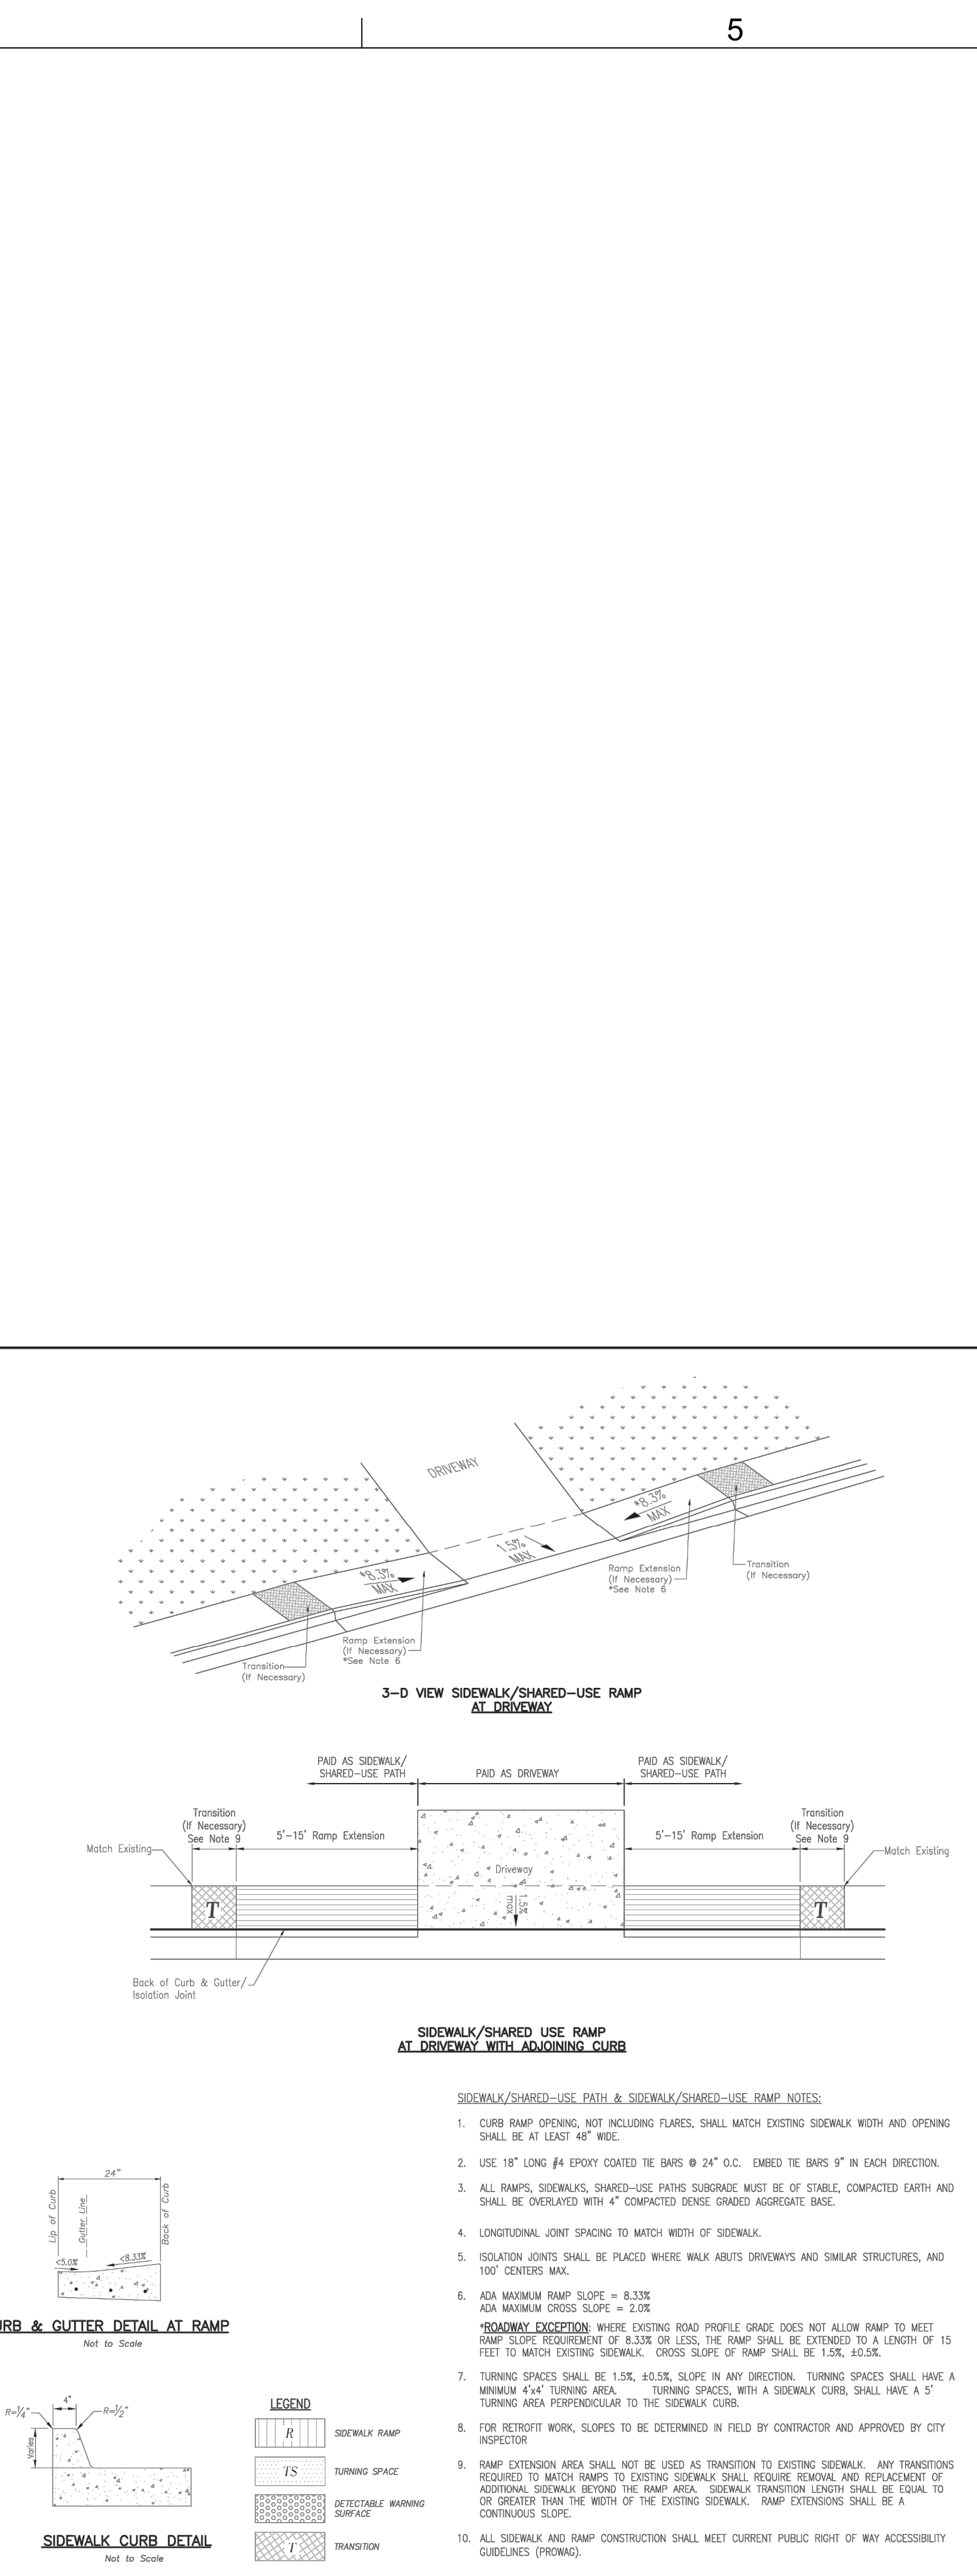 5
DRIVEWAY
*8.3%
MAX
1.5%
MAX
*8.3%
MAX
Ramp Extension
(If Necessary)
*See Note 6
Transition
(If Necessary)
Ramp Extension
(If Necessary)
*See Note 6
Transition
(If Necessary)
3-D VIEW SIDEWALK/SHARED-USE RAMP
AT DRIVEWAY
PAID AS SIDEWALK/
SHARED-USE PATH
PAID AS DRIVEWAY
PAID AS SIDEWALK/
SHARED-USE PATH
Transition
(If Necessary)
See Note 9
5'-15' Ramp Extension
5'-15' Ramp Extension
Transition
(If Necessary)
See Note 9
Match Existing
Match Existing
Driveway
T
1.5%
max
T
Back of Curb & Gutter/
Isolation Joint
SIDEWALK/SHARED USE RAMP
AT DRIVEWAY WITH ADJOINING CURB
24"
Lip of Curb
Gutter Line
Back of Curb
<5.0%
<8.33%
URB & GUTTER DETAIL AT RAMP
Not to Scale
4"
R=1/4"
R=1/2"
Varies
SIDEWALK CURB DETAIL
Not to Scale
LEGEND
R SIDEWALK RAMP
TS TURNING SPACE
DETECTABLE WARNING
SURFACE
T TRANSITION
SIDEWALK/SHARED-USE PATH & SIDEWALK/SHARED-USE RAMP NOTES:
1. CURB RAMP OPENING, NOT INCLUDING FLARES, SHALL MATCH EXISTING SIDEWALK WIDTH AND OPENING
SHALL BE AT LEAST 48" WIDE.
2. USE 18" LONG #4 EPOXY COATED TIE BARS @ 24" O.C. EMBED TIE BARS 9" IN EACH DIRECTION.
3. ALL RAMPS, SIDEWALKS, SHARED-USE PATHS SUBGRADE MUST BE OF STABLE, COMPACTED EARTH AND
SHALL BE OVERLAYED WITH 4" COMPACTED DENSE GRADED AGGREGATE BASE.
4. LONGITUDINAL JOINT SPACING TO MATCH WIDTH OF SIDEWALK.
5. ISOLATION JOINTS SHALL BE PLACED WHERE WALK ABUTS DRIVEWAYS AND SIMILAR STRUCTURES, AND
100' CENTERS MAX.
6. ADA MAXIMUM RAMP SLOPE = 8.33%
ADA MAXIMUM CROSS SLOPE = 2.0%
*ROADWAY EXCEPTION: WHERE EXISTING ROAD PROFILE GRADE DOES NOT ALLOW RAMP TO MEET
RAMP SLOPE REQUIREMENT OF 8.33% OR LESS, THE RAMP SHALL BE EXTENDED TO A LENGTH OF 15
FEET TO MATCH EXISTING SIDEWALK. CROSS SLOPE OF RAMP SHALL BE 1.5%, ±0.5%.
7. TURNING SPACES SHALL BE 1.5%, ±0.5%, SLOPE IN ANY DIRECTION. TURNING SPACES SHALL HAVE A
MINIMUM 4'x4' TURNING AREA. TURNING SPACES, WITH A SIDEWALK CURB, SHALL HAVE A 5'
TURNING AREA PERPENDICULAR TO THE SIDEWALK CURB.
8. FOR RETROFIT WORK, SLOPES TO BE DETERMINED IN FIELD BY CONTRACTOR AND APPROVED BY CITY
INSPECTOR
9. RAMP EXTENSION AREA SHALL NOT BE USED AS TRANSITION TO EXISTING SIDEWALK. ANY TRANSITIONS
REQUIRED TO MATCH RAMPS TO EXISTING SIDEWALK SHALL REQUIRE REMOVAL AND REPLACEMENT OF
ADDITIONAL SIDEWALK BEYOND THE RAMP AREA. SIDEWALK TRANSITION LENGTH SHALL BE EQUAL TO
OR GREATER THAN THE WIDTH OF THE EXISTING SIDEWALK. RAMP EXTENSIONS SHALL BE A
CONTINUOUS SLOPE.
10. ALL SIDEWALK AND RAMP CONSTRUCTION SHALL MEET CURRENT PUBLIC RIGHT OF WAY ACCESSIBILITY
GUIDELINES (PROWAG).